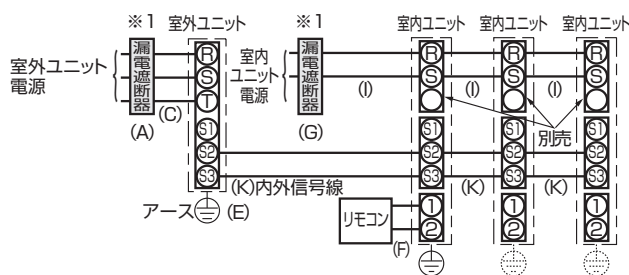 ※1
室外ユニット
※1
室内ユニット
室内ユニット
室内ユニット
室外ユニット
電源
漏電遮断器
(A)
(C)
R
S
T
S1
S2
S3
アース
(E)
(K)内外信号線
室内
ユニット
電源
漏電遮断器
(G)
(I)
(I)
(I)
R
S
S1
S2
S3
1
2
R
S
S1
S2
S3
1
2
R
S
S1
S2
S3
1
2
別売
(K)
(K)
リモコン
(F)